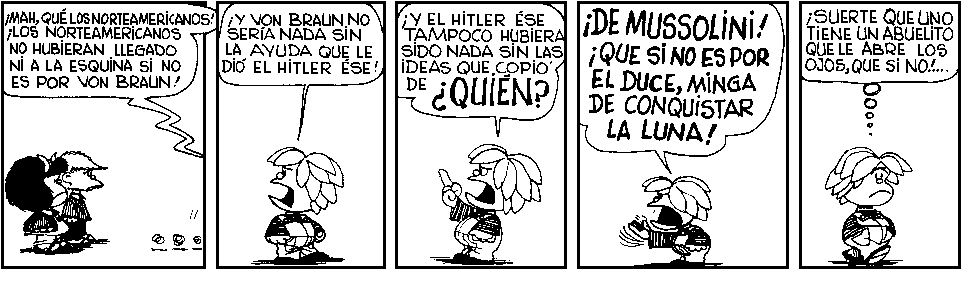 ¡MAH, QUÉ LOS NORTEAMERICANOS!
¡LOS NORTEAMERICANOS
NO HUBIERAN LLEGADO
NI A LA ESQUINA SI NO
ES POR VON BRAUN!
¡Y VON BRAUN NO
SERÍA NADA SIN
LA AYUDA QUE LE
DIÓ EL HITLER ÉSE!
¡Y EL HITLER ÉSE
TAMPOCO HUBIERA
SIDO NADA SIN LAS
IDEAS QUE COPIÓ
DE ¿QUIÉN?
¡DE MUSSOLINI!
¡QUE SI NO ES POR
EL DUCE, MINGA
DE CONQUISTAR
LA LUNA!
¡SUERTE QUE UNO
TIENE UN ABUELITO
QUE LE ABRE LOS
OJOS, QUE SI NO!...